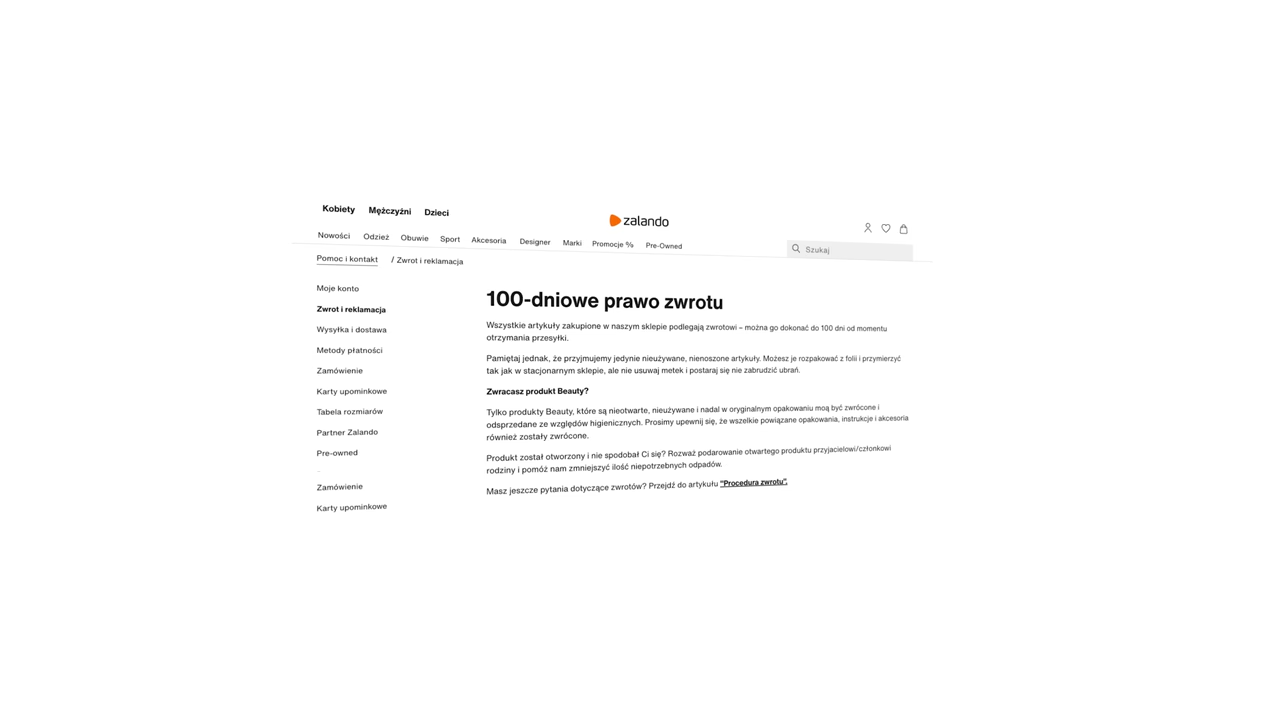 Kobiety Mężczyźni Dzieci
zalando
Nowości Odzież Obuwie Sport Akcesoria Designer Marki Promocje % Pre-Owned
Szukaj
Pomoc i kontakt / Zwrot i reklamacja
Moje konto
Zwrot i reklamacja
Wysyłka i dostawa
Metody płatności
Zamówienie
Karty upominkowe
Tabela rozmiarów
Partner Zalando
Pre-owned
Zamówienie
Karty upominkowe
100-dniowe prawo zwrotu
Wszystkie artykuły zakupione w naszym sklepie podlegają zwrotowi – można go dokonać do 100 dni od momentu
otrzymania przesyłki.
Pamiętaj jednak, że przyjmujemy jedynie nieużywane, nienoszone artykuły. Możesz je rozpakować z folii i przymierzyć
tak jak w stacjonarnym sklepie, ale nie usuwaj metek i postaraj się nie zabrudzić ubrań.
Zwracasz produkt Beauty?
Tylko produkty Beauty, które są nieotwarte, nieużywane i nadal w oryginalnym opakowaniu moą być zwrócone i
odsprzedane ze względów higienicznych. Prosimy upewnij się, że wszelkie powiązane opakowania, instrukcje i akcesoria
również zostały zwrócone.
Produkt został otworzony i nie spodobał Ci się? Rozważ podarowanie otwartego produktu przyjacielowi/członkowi
rodziny i pomóż nam zmniejszyć ilość niepotrzebnych odpadów.
Masz jeszcze pytania dotyczące zwrotów? Przejdź do artykułu "Procedura zwrotu".